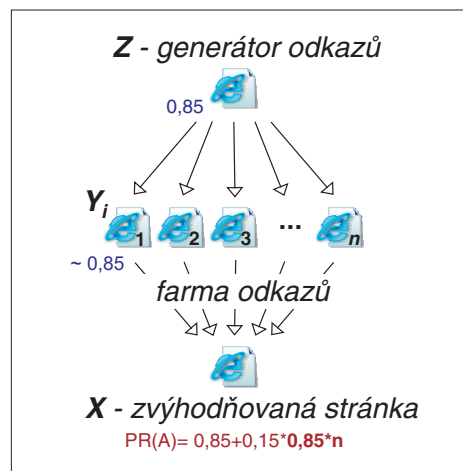 Z - generátor odkazů
0,85
Yi
1 2 3 ... n
~ 0,85
farma odkazů
X - zvýhodňovaná stránka
PR(A)= 0,85+0,15*0,85*n